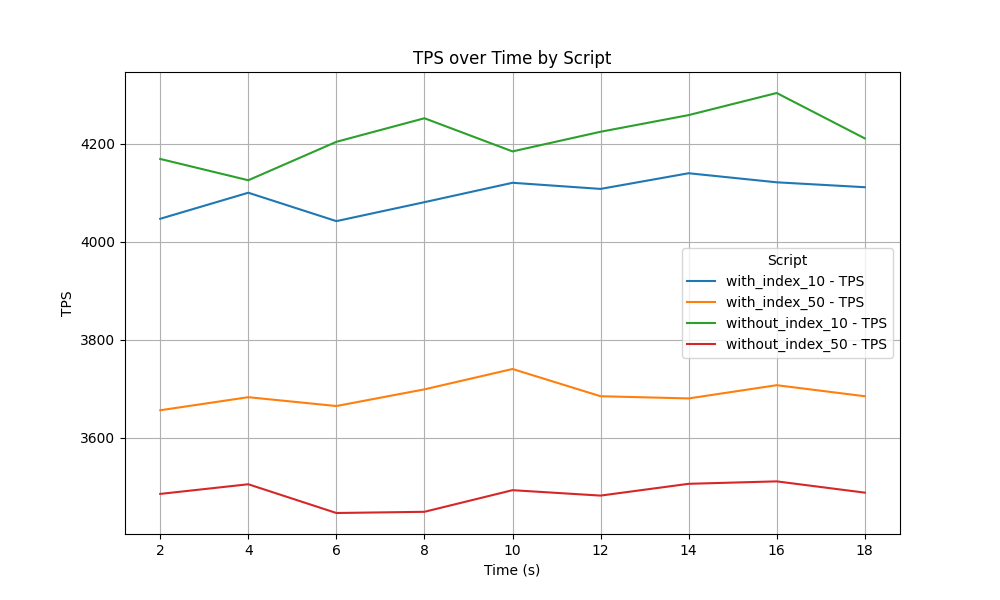 TPS over Time by Script
TPS
4200
4000
3800
3600
Script
with_index_10 - TPS
with_index_50 - TPS
without_index_10 - TPS
without_index_50 - TPS
2 4 6 8 10 12 14 16 18
Time (s)